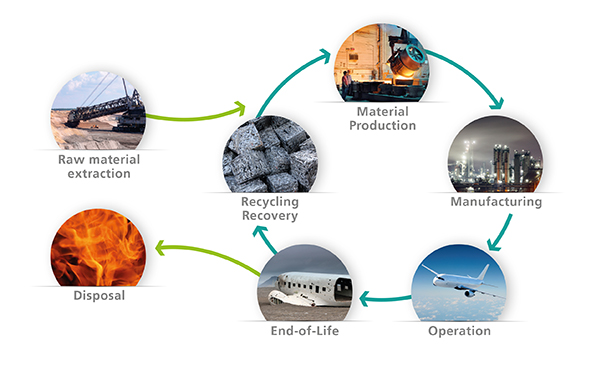 Material
Production
Raw material
extraction
Recycling
Recovery
Manufacturing
Disposal
End-of-Life
Operation